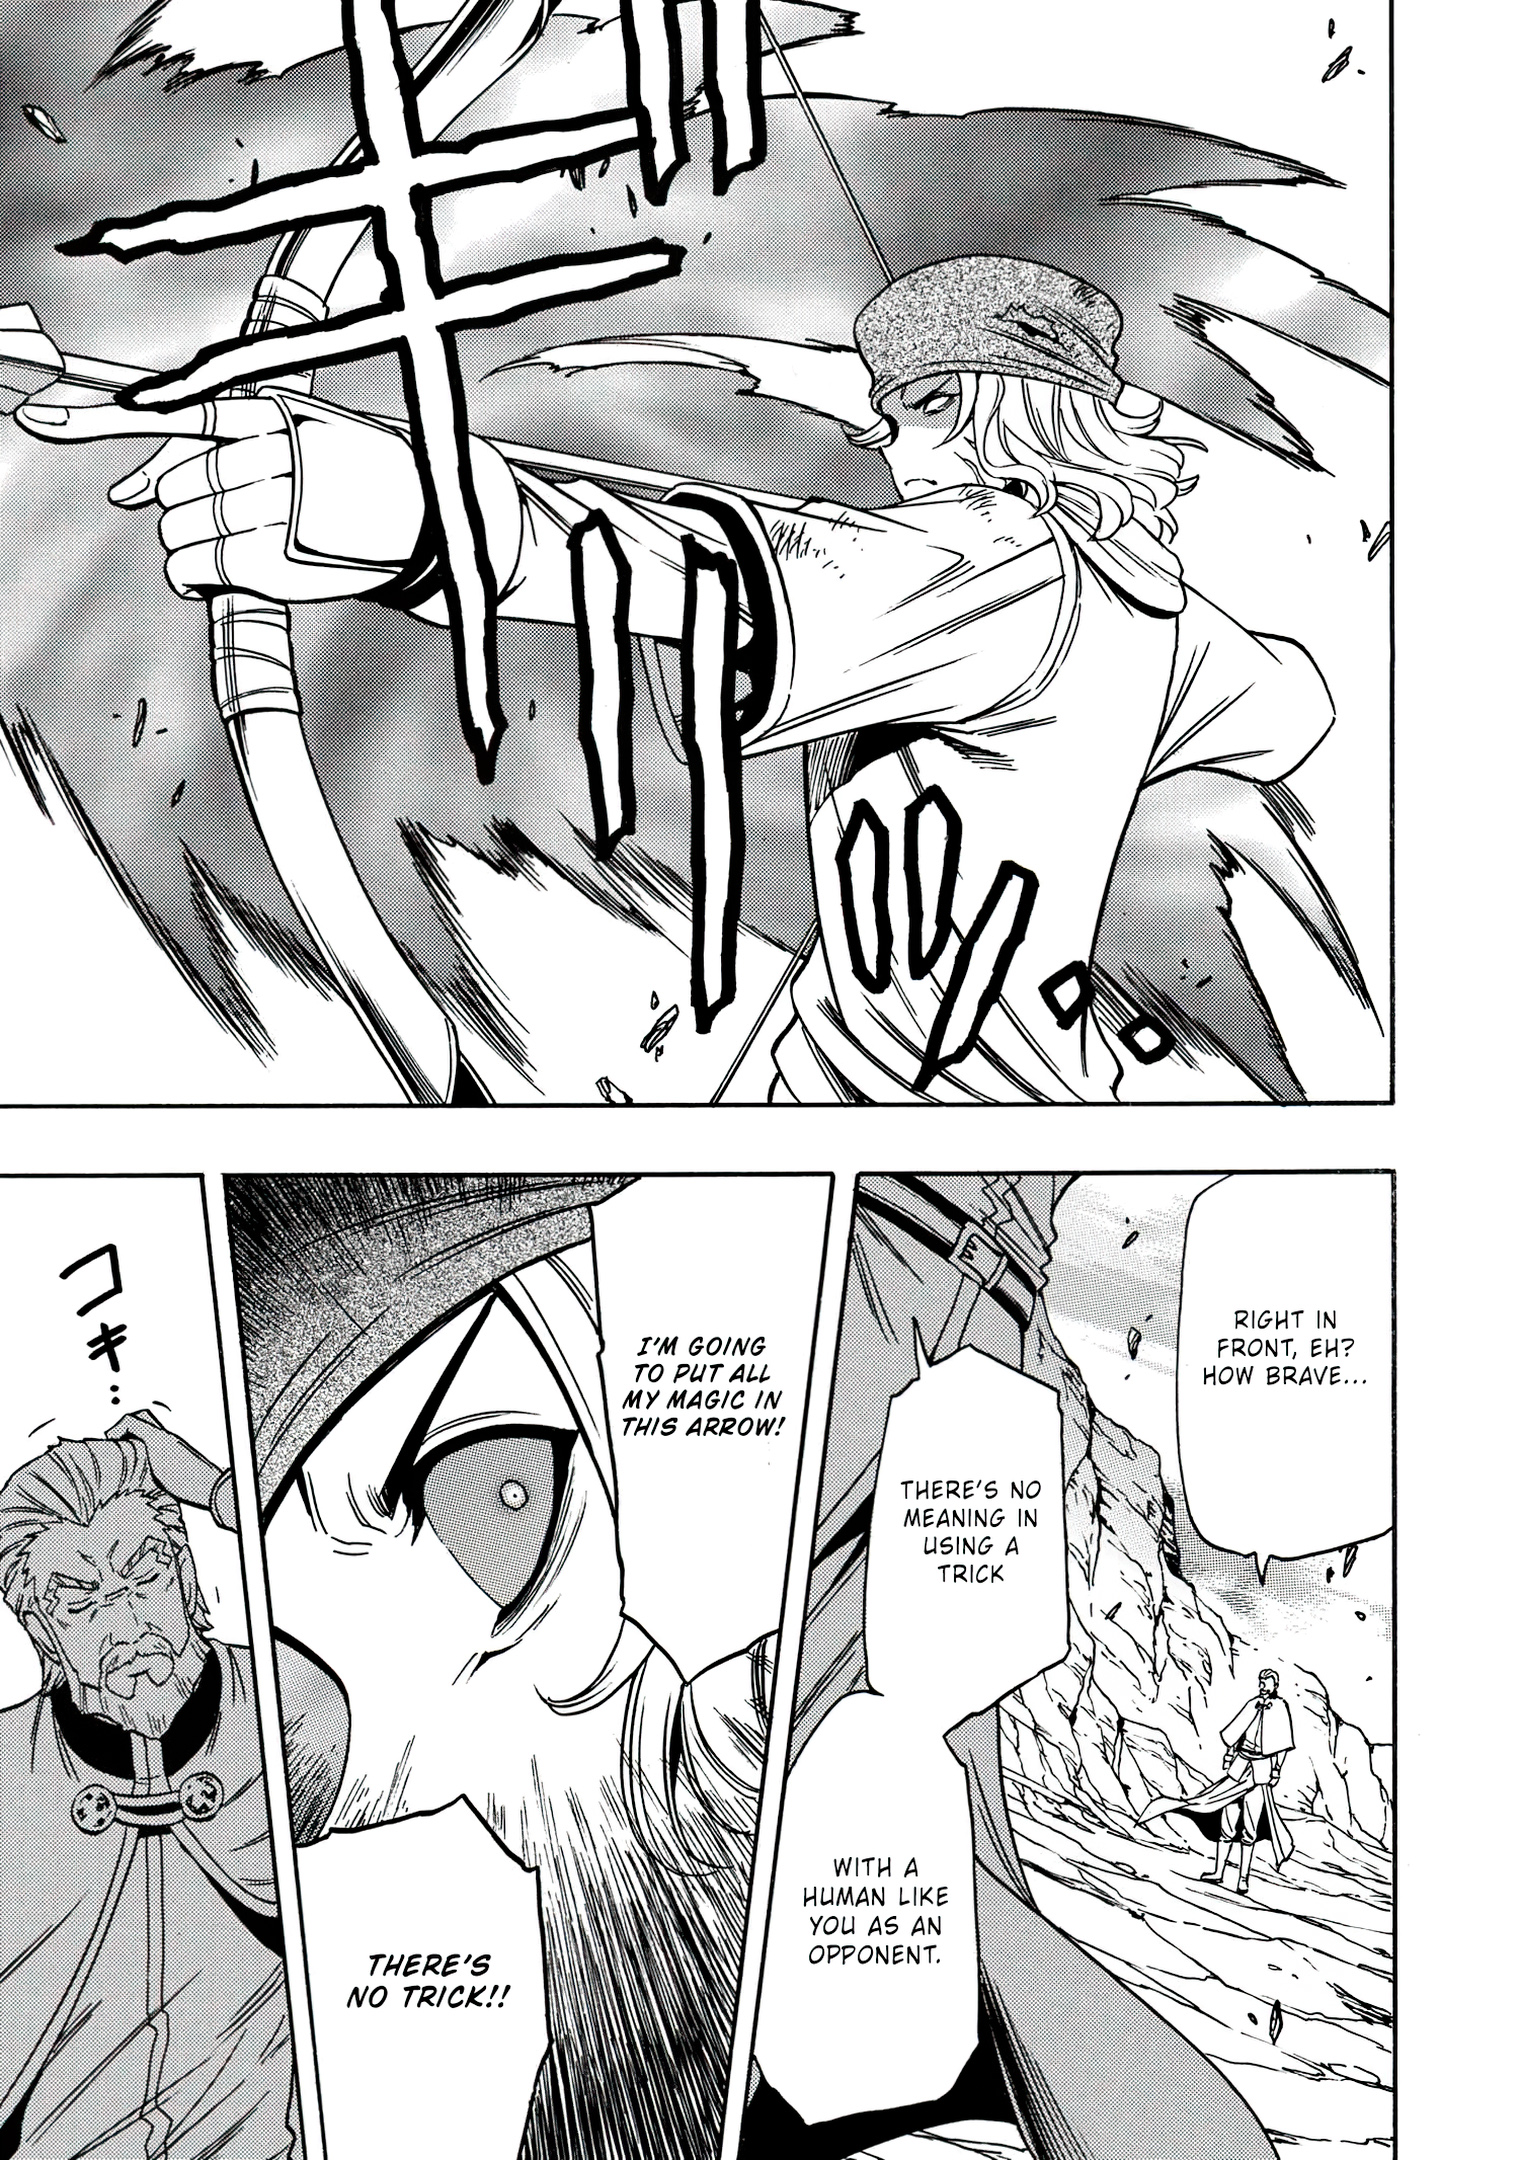 ギリリッ…
RIGHT IN
FRONT, EH?
HOW BRAVE...
THERE'S NO
MEANING IN
USING A
TRICK
WITH A
HUMAN LIKE
YOU AS AN
OPPONENT.
I'M GOING
TO PUT ALL
MY MAGIC IN
THIS ARROW!
THERE'S
NO TRICK!!
コキ…